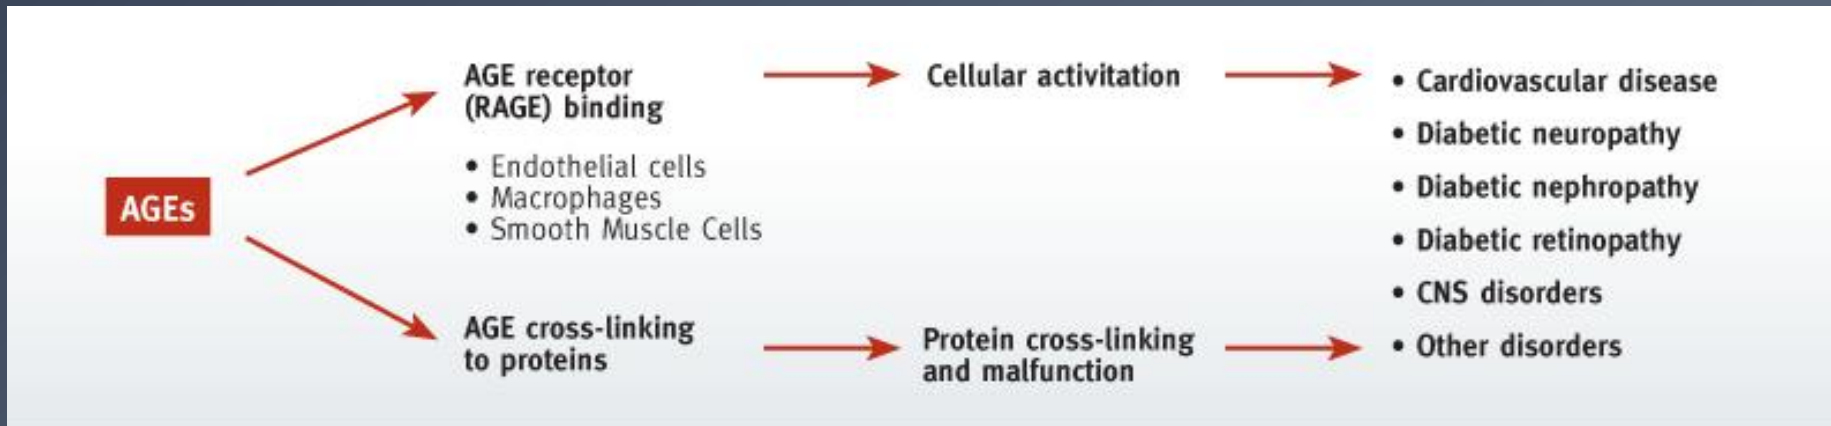 AGEs
AGE receptor
(RAGE) binding
• Endothelial cells
• Macrophages
• Smooth Muscle Cells
Cellular activitation
AGE cross-linking
to proteins
Protein cross-linking
and malfunction
• Cardiovascular disease
• Diabetic neuropathy
• Diabetic nephropathy
• Diabetic retinopathy
• CNS disorders
• Other disorders